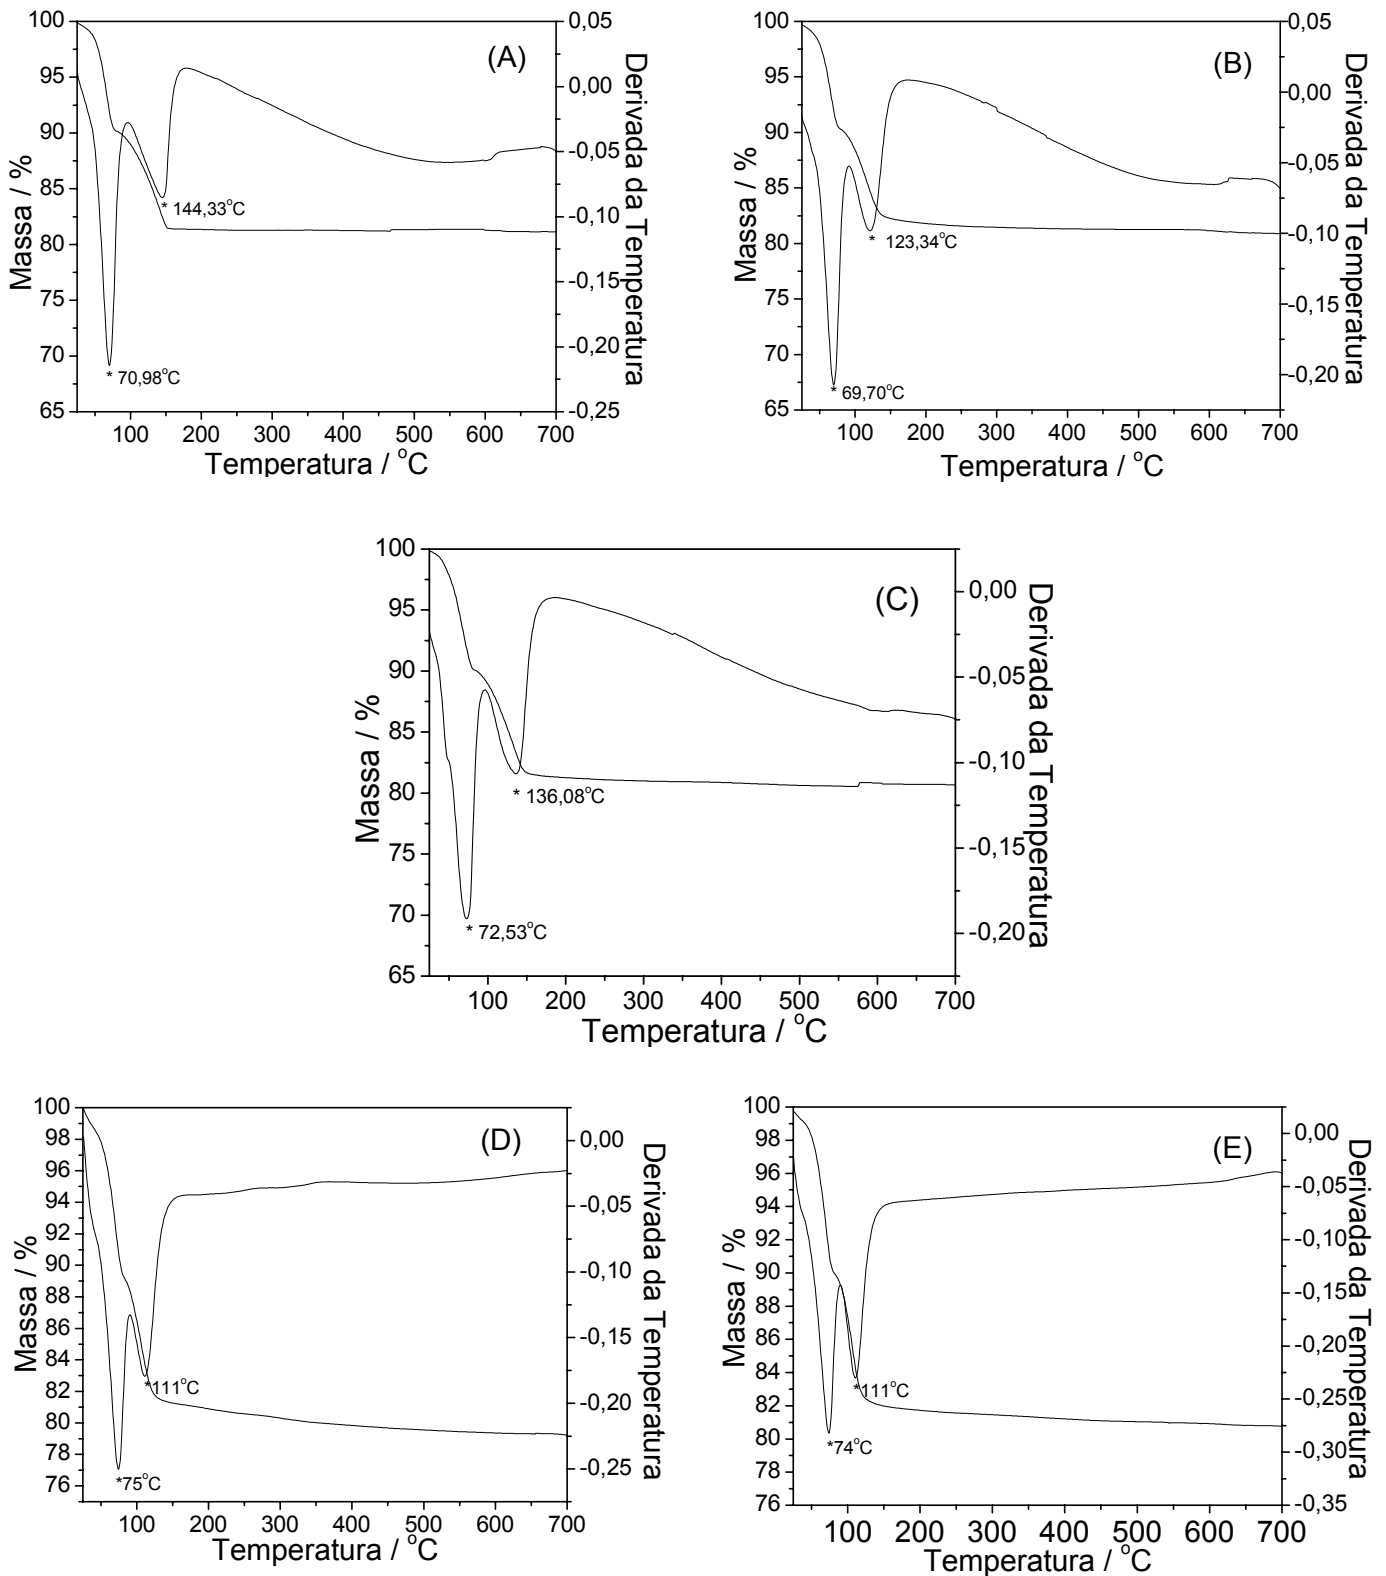 (A)
Massa / %
100
95
90
85
80
75
70
65
0,05
0,00
-0,05
-0,10
-0,15
-0,20
-0,25
Derivada da Temperatura
* 144,33°C
* 70,98°C
100 200 300 400 500 600 700
Temperatura / °C
(B)
Massa / %
100
95
90
85
80
75
70
65
0,05
0,00
-0,05
-0,10
-0,15
-0,20
Derivada da Temperatura
* 123,34°C
* 69,70°C
100 200 300 400 500 600 700
Temperatura / °C
(C)
Massa / %
100
95
90
85
80
75
70
65
0,00
-0,05
-0,10
-0,15
-0,20
Derivada da Temperatura
* 136,08°C
* 72,53°C
100 200 300 400 500 600 700
Temperatura / °C
(D)
Massa / %
100
98
96
94
92
90
88
86
84
82
80
78
76
0,00
-0,05
-0,10
-0,15
-0,20
-0,25
Derivada da Temperatura
*111°C
*75°C
100 200 300 400 500 600 700
Temperatura / °C
(E)
Massa / %
100
98
96
94
92
90
88
86
84
82
80
78
76
0,00
-0,05
-0,10
-0,15
-0,20
-0,25
-0,30
-0,35
Derivada da Temperatura
*111°C
*74°C
100 200 300 400 500 600 700
Temperatura / °C